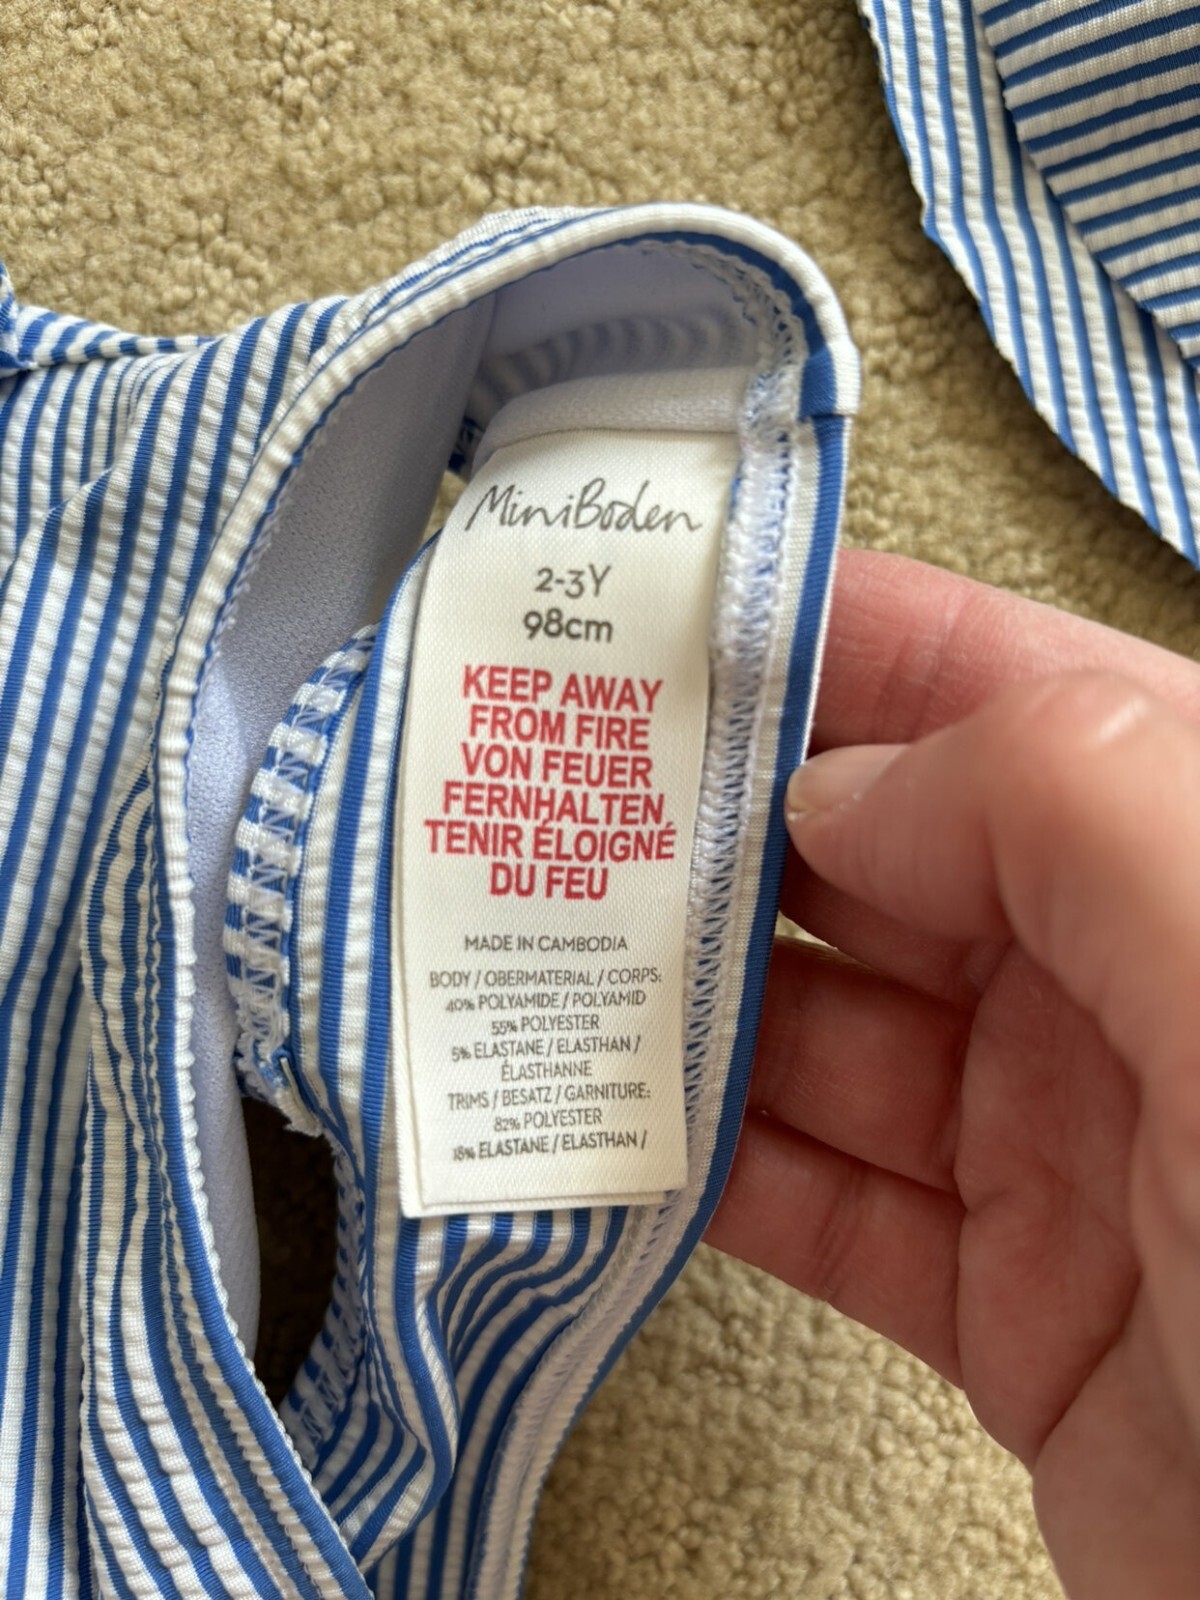 MiniBoden
2-3Y
98cm
KEEP AWAY
FROM FIRE
VON FEUER
FERNHALTEN
TENIR ÉLOIGNÉ
DU FEU
MADE IN CAMBODIA
BODY / OBERMATERIAL / CORPS:
40% POLYAMIDE / POLYAMID
55% POLYESTER
5% ELASTANE / ELASTHAN /
ÉLASTHANNE
TRIMS / BESATZ / GARNITURE:
82% POLYESTER
18% ELASTANE / ELASTHAN /